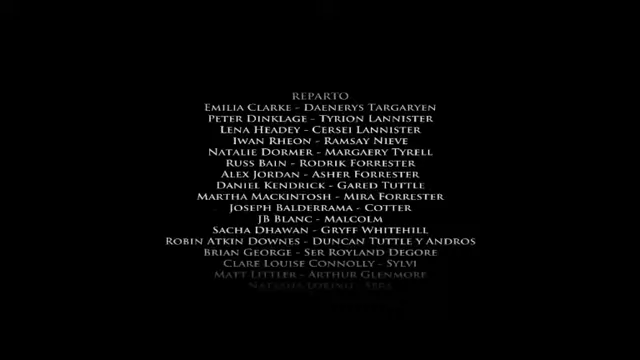 REPARTO
EMILIA CLARKE - DAENERYS TARGARYEN
PETER DINKLAGE - TYRION LANNISTER
LENA HEADEY - CERSEI LANNISTER
IWAN RHEON - RAMSAY NIEVE
NATALIE DORMER - MARGAERY TYRELL
RUSS BAIN - RODRIK FORRESTER
ALEX JORDAN - ASHER FORRESTER
DANIEL KENDRICK - GARED TUTTLE
MARTHA MACKINTOSH - MIRA FORRESTER
JOSEPH BALDERRAMA - COTTER
JB BLANC - MALCOLM
SACHA DHAWAN - GRYFF WHITEHILL
ROBIN ATKIN DOWNES - DUNCAN TUTTLE Y ANDROS
BRIAN GEORGE - SER ROYLAND DEGORE
CLARE LOUISE CONNOLLY - SYLVI
MATT LITTLER - ARTHUR GLENMORE
NATASHA LORING - SERA